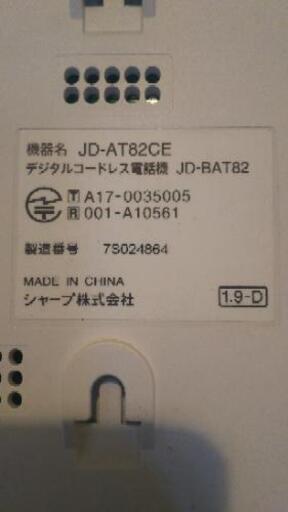 機器名 JD-AT82CE
デジタルコードレス電話機 JD-BAT82
T A17-0035005
R 001-A10561
製造番号 7S024864
MADE IN CHINA
シャープ株式会社
1.9-D